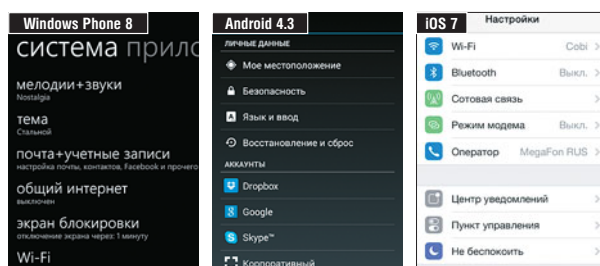 Windows Phone 8
система прилс
мелодии+звуки
Nostalgia
тема
Стальной
почта+учетные записи
настройка почты, контактов, Facebook и прочего
общий интернет
выключен
экран блокировки
отключение экрана через: 1 минуту
Wi-Fi
Android 4.3
ЛИЧНЫЕ ДАННЫЕ
Мое местоположение
Безопасность
Язык и ввод
Восстановление и сброс
АККАУНТЫ
Dropbox
Google
Skype™
Корпоративный
iOS 7
Настройки
Wi-Fi Cobi
Bluetooth Выкл.
Сотовая связь
Режим модема Выкл.
Оператор MegaFon RUS
Центр уведомлений
Пункт управления
Не беспокоить